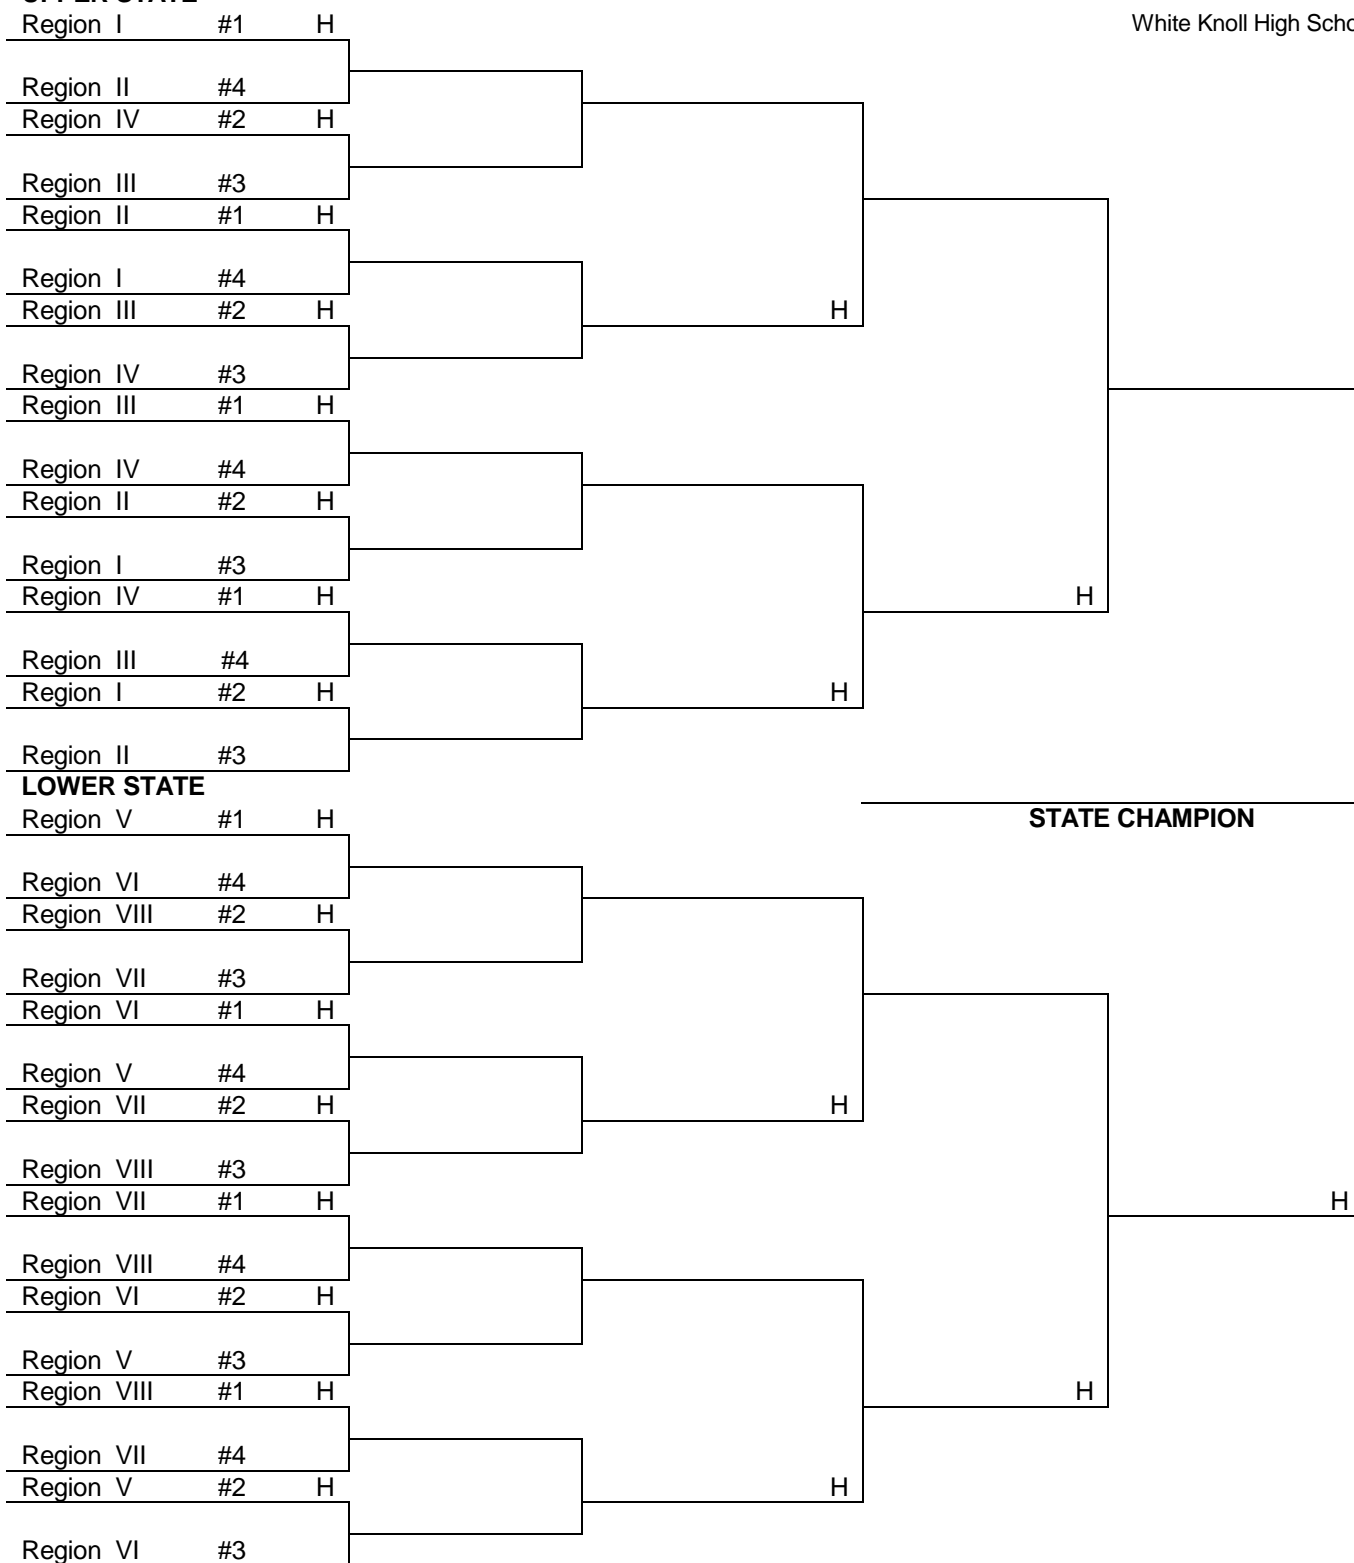 UPPER STATE
Region I #1 H
White Knoll High Scho
Region II #4
Region IV #2 H
Region III #3
Region II #1 H
Region I #4
Region III #2 H H
Region IV #3
Region III #1 H
Region IV #4
Region II #2 H
Region I #3
Region IV #1 H H
Region III #4
Region I #2 H H
Region II #3
LOWER STATE
Region V #1 H
STATE CHAMPION
Region VI #4
Region VIII #2 H
Region VII #3
Region VI #1 H
Region V #4
Region VII #2 H H
Region VIII #3
Region VII #1 H H
Region VIII #4
Region VI #2 H
Region V #3
Region VIII #1 H H
Region VII #4
Region V #2 H H
Region VI #3